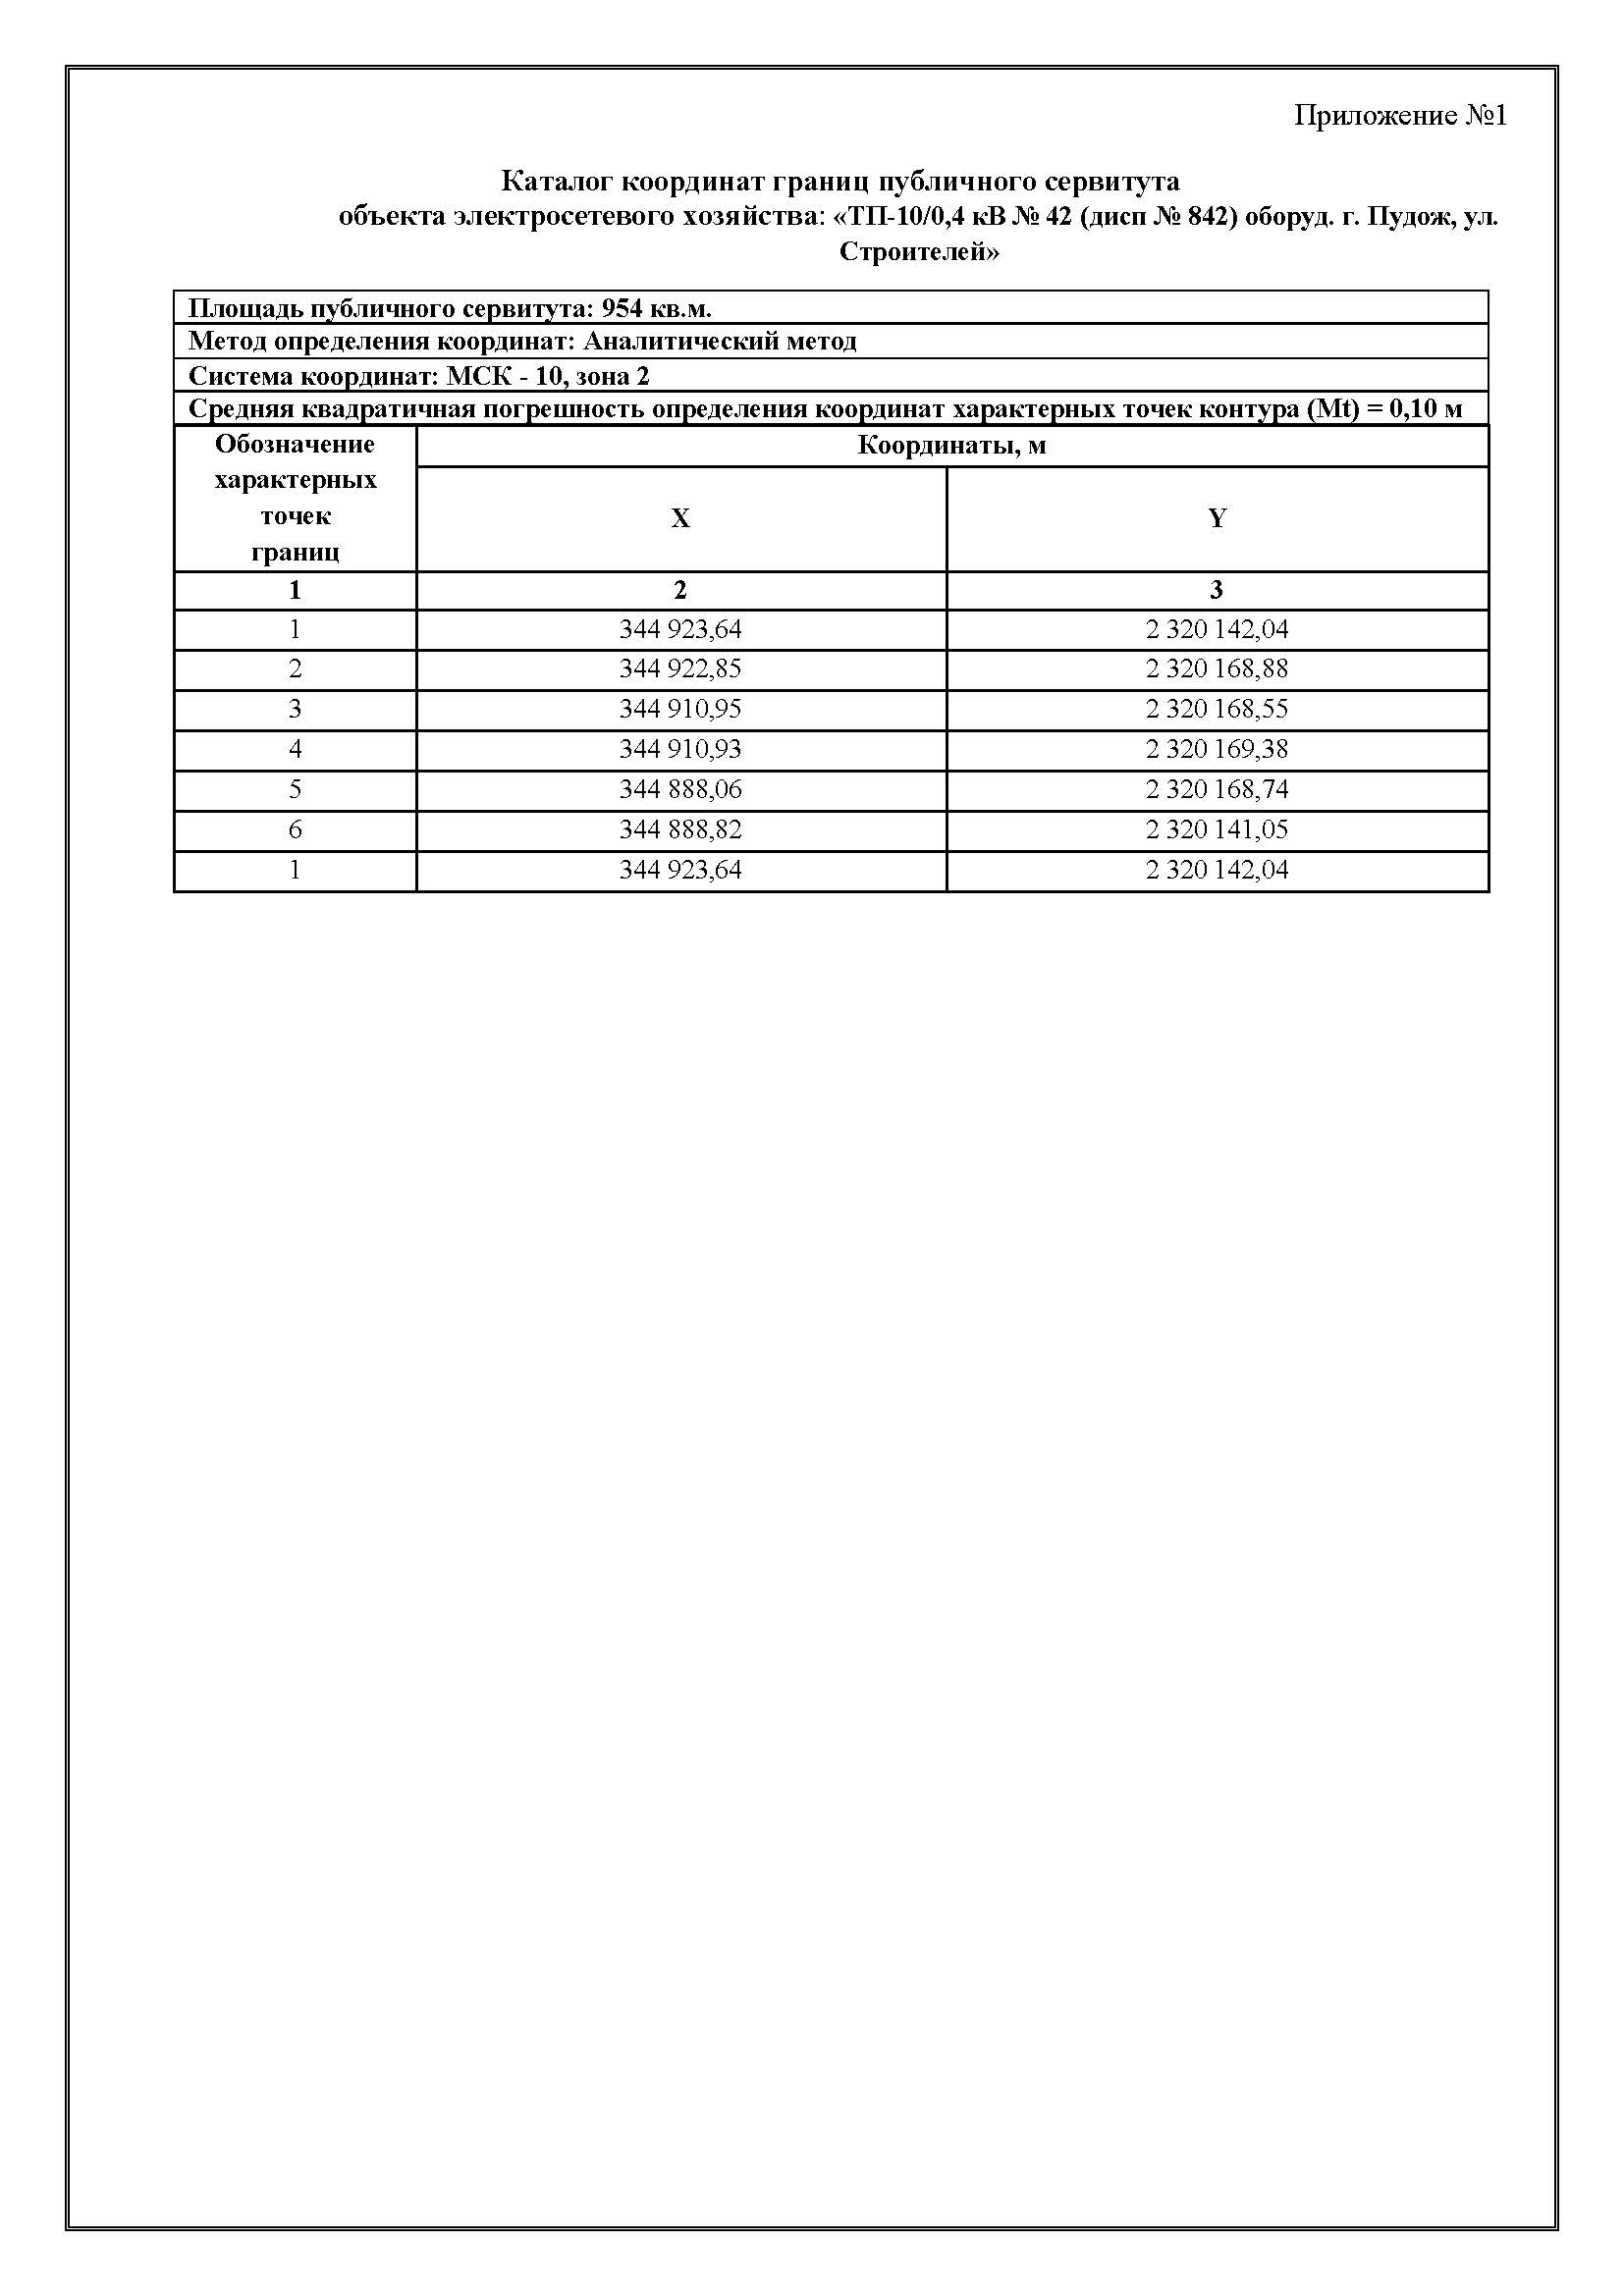 Приложение №1
Каталог координат границ публичного сервитута
объекта электросетевого хозяйства: «ТП-10/0,4 кВ № 42 (дисп № 842) оборуд. г. Пудож, ул.
Строителей»
Площадь публичного сервитута: 954 кв.м.
Метод определения координат: Аналитический метод
Система координат: МСК - 10, зона 2
Средняя квадратичная погрешность определения координат характерных точек контура (Mt) = 0,10 м
Обозначение
характерных
точек
границ
Координаты, м
X
Y
1 2 3
1 344 923,64 2 320 142,04
2 344 922,85 2 320 168,88
3 344 910,95 2 320 168,55
4 344 910,93 2 320 169,38
5 344 888,06 2 320 168,74
6 344 888,82 2 320 141,05
1 344 923,64 2 320 142,04